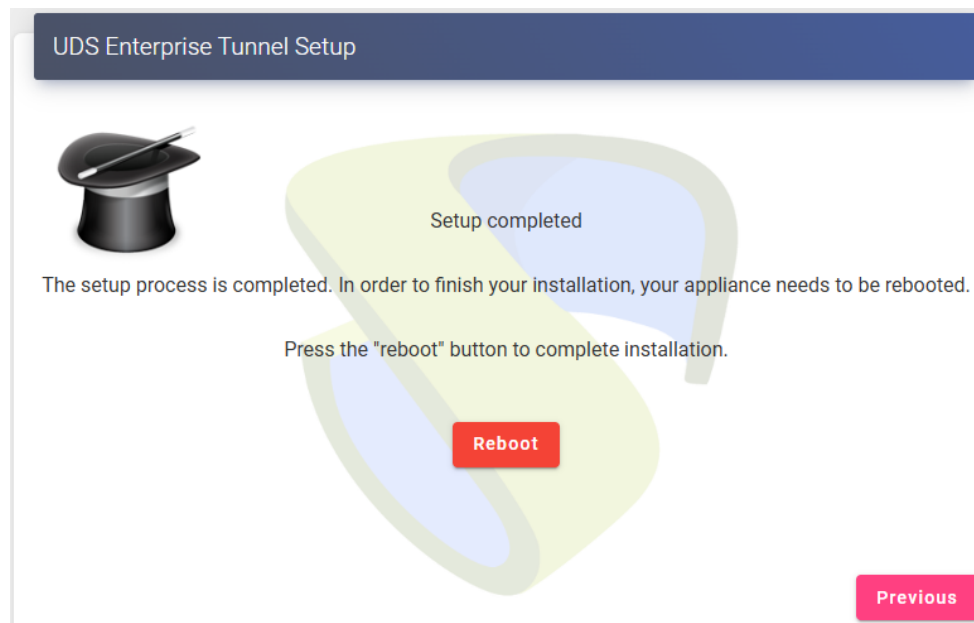 UDS Enterprise Tunnel Setup
Setup completed
The setup process is completed. In order to finish your installation, your appliance needs to be rebooted.
Press the "reboot" button to complete installation.
Reboot
Previous